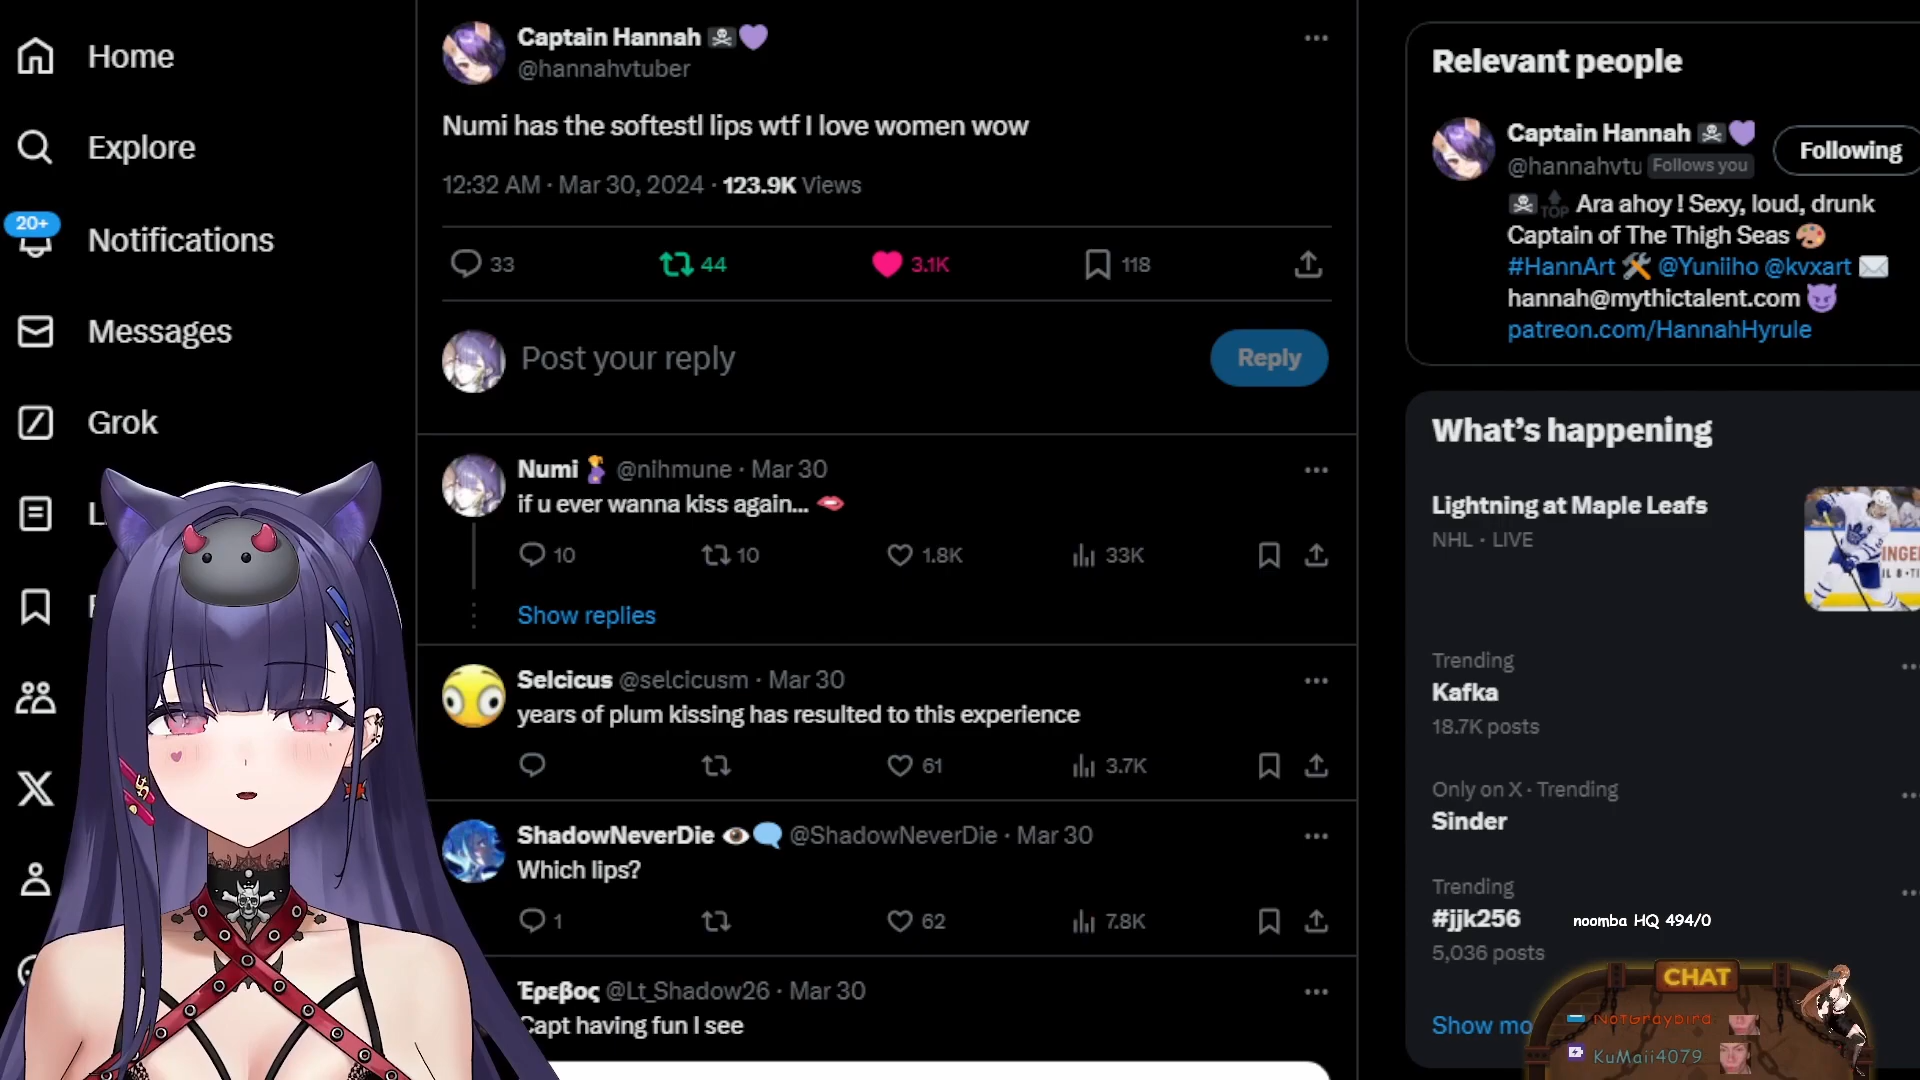 Home
Explore
20+
Notifications
Messages
Grok
L
Captain Hannah
@hannahvtuber
Numi has the softestl lips wtf I love women wow
12:32 AM · Mar 30, 2024 · 123.9K Views
33
44
3.1K
118
Post your reply
Reply
Numi @nihmune · Mar 30
if u ever wanna kiss again...
10
10
1.8K
33K
Show replies
Selcicus @selcicusm · Mar 30
years of plum kissing has resulted to this experience
61
3.7K
ShadowNeverDie @ShadowNeverDie · Mar 30
Which lips?
1
62
7.8K
Έρεβος @Lt_Shadow26 · Mar 30
Capt having fun I see
Relevant people
Captain Hannah
@hannahvtu Follows you
Following
TOP Ara ahoy ! Sexy, loud, drunk
Captain of The Thigh Seas
#HannArt @Yuniiho @kvxart
hannah@mythictalent.com
patreon.com/HannahHyrule
What's happening
Lightning at Maple Leafs
NHL · LIVE
Trending
Kafka
18.7K posts
Only on X · Trending
Sinder
Trending
#jjk256
5,036 posts
Show mo
noomba HQ 494/0
CHAT
NotGraybird
KuMaii4079